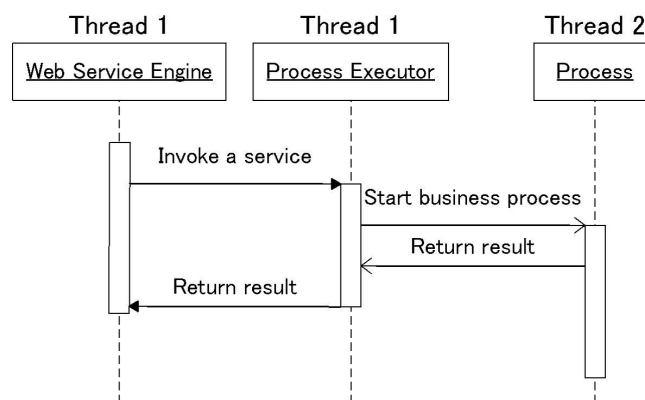 Thread 1
Thread 1
Thread 2
Web Service Engine
Process Executor
Process
Invoke a service
Start business process
Return result
Return result